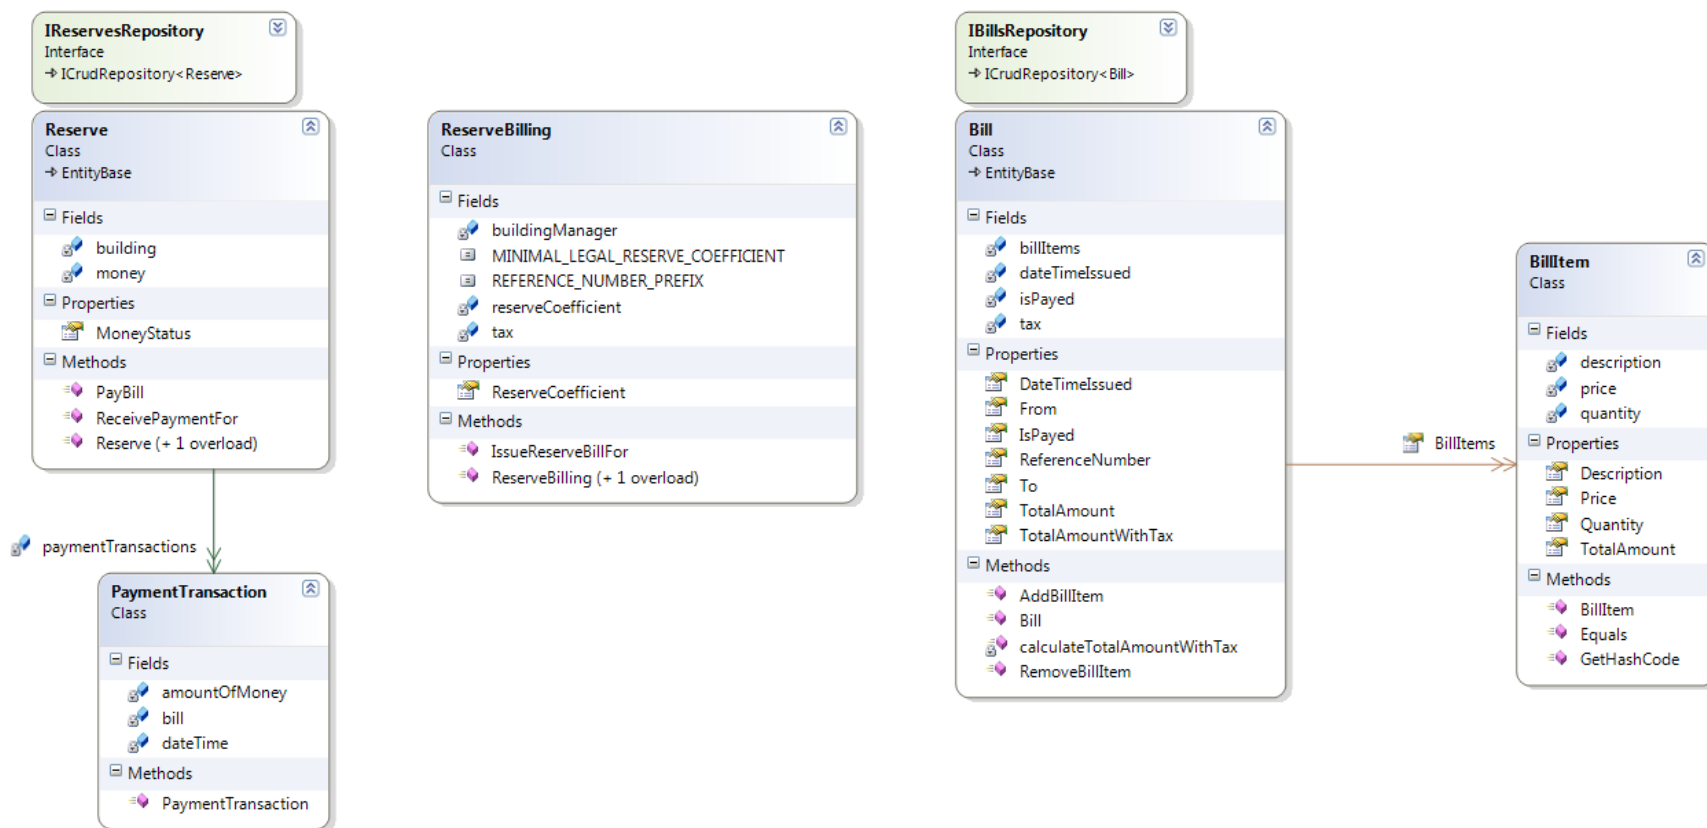 IReservesRepository
Interface
ICrudRepository<Reserve>
Reserve
Class
EntityBase
Fields
building
money
Properties
MoneyStatus
Methods
PayBill
ReceivePaymentFor
Reserve (+ 1 overload)
paymentTransactions
PaymentTransaction
Class
Fields
amountOfMoney
bill
dateTime
Methods
PaymentTransaction
ReserveBilling
Class
Fields
buildingManager
MINIMAL_LEGAL_RESERVE_COEFFICIENT
REFERENCE_NUMBER_PREFIX
reserveCoefficient
tax
Properties
ReserveCoefficient
Methods
IssueReserveBillFor
ReserveBilling (+ 1 overload)
IBillsRepository
Interface
ICrudRepository<Bill>
Bill
Class
EntityBase
Fields
billItems
dateTimeIssued
isPayed
tax
Properties
DateTimeIssued
From
IsPayed
ReferenceNumber
To
TotalAmount
TotalAmountWithTax
Methods
AddBillItem
Bill
calculateTotalAmountWithTax
RemoveBillItem
BillItems
BillItem
Class
Fields
description
price
quantity
Properties
Description
Price
Quantity
TotalAmount
Methods
BillItem
Equals
GetHashCode